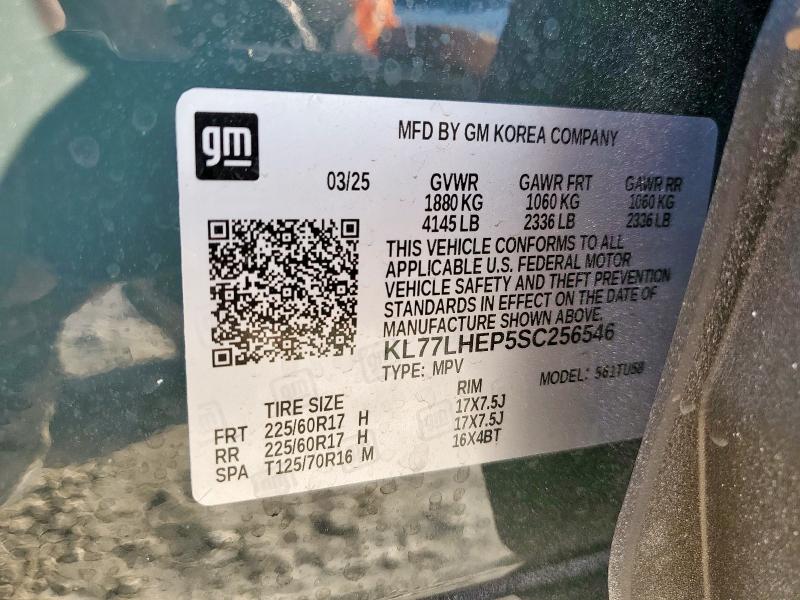 gm
MFD BY GM KOREA COMPANY
03/25 GVWR GAWR FRT GAWR RR
1880 KG 1060 KG 1060 KG
4145 LB 2336 LB 2336 LB
THIS VEHICLE CONFORMS TO ALL
APPLICABLE U.S. FEDERAL MOTOR
VEHICLE SAFETY AND THEFT PREVENTION
STANDARDS IN EFFECT ON THE DATE OF
MANUFACTURE SHOWN ABOVE.
KL77LHEP5SC256546
TYPE: MPV MODEL: 561TU58
TIRE SIZE RIM
FRT 225/60R17 H 17X7.5J
RR 225/60R17 H 17X7.5J
SPA T125/70R16 M 16X4BT